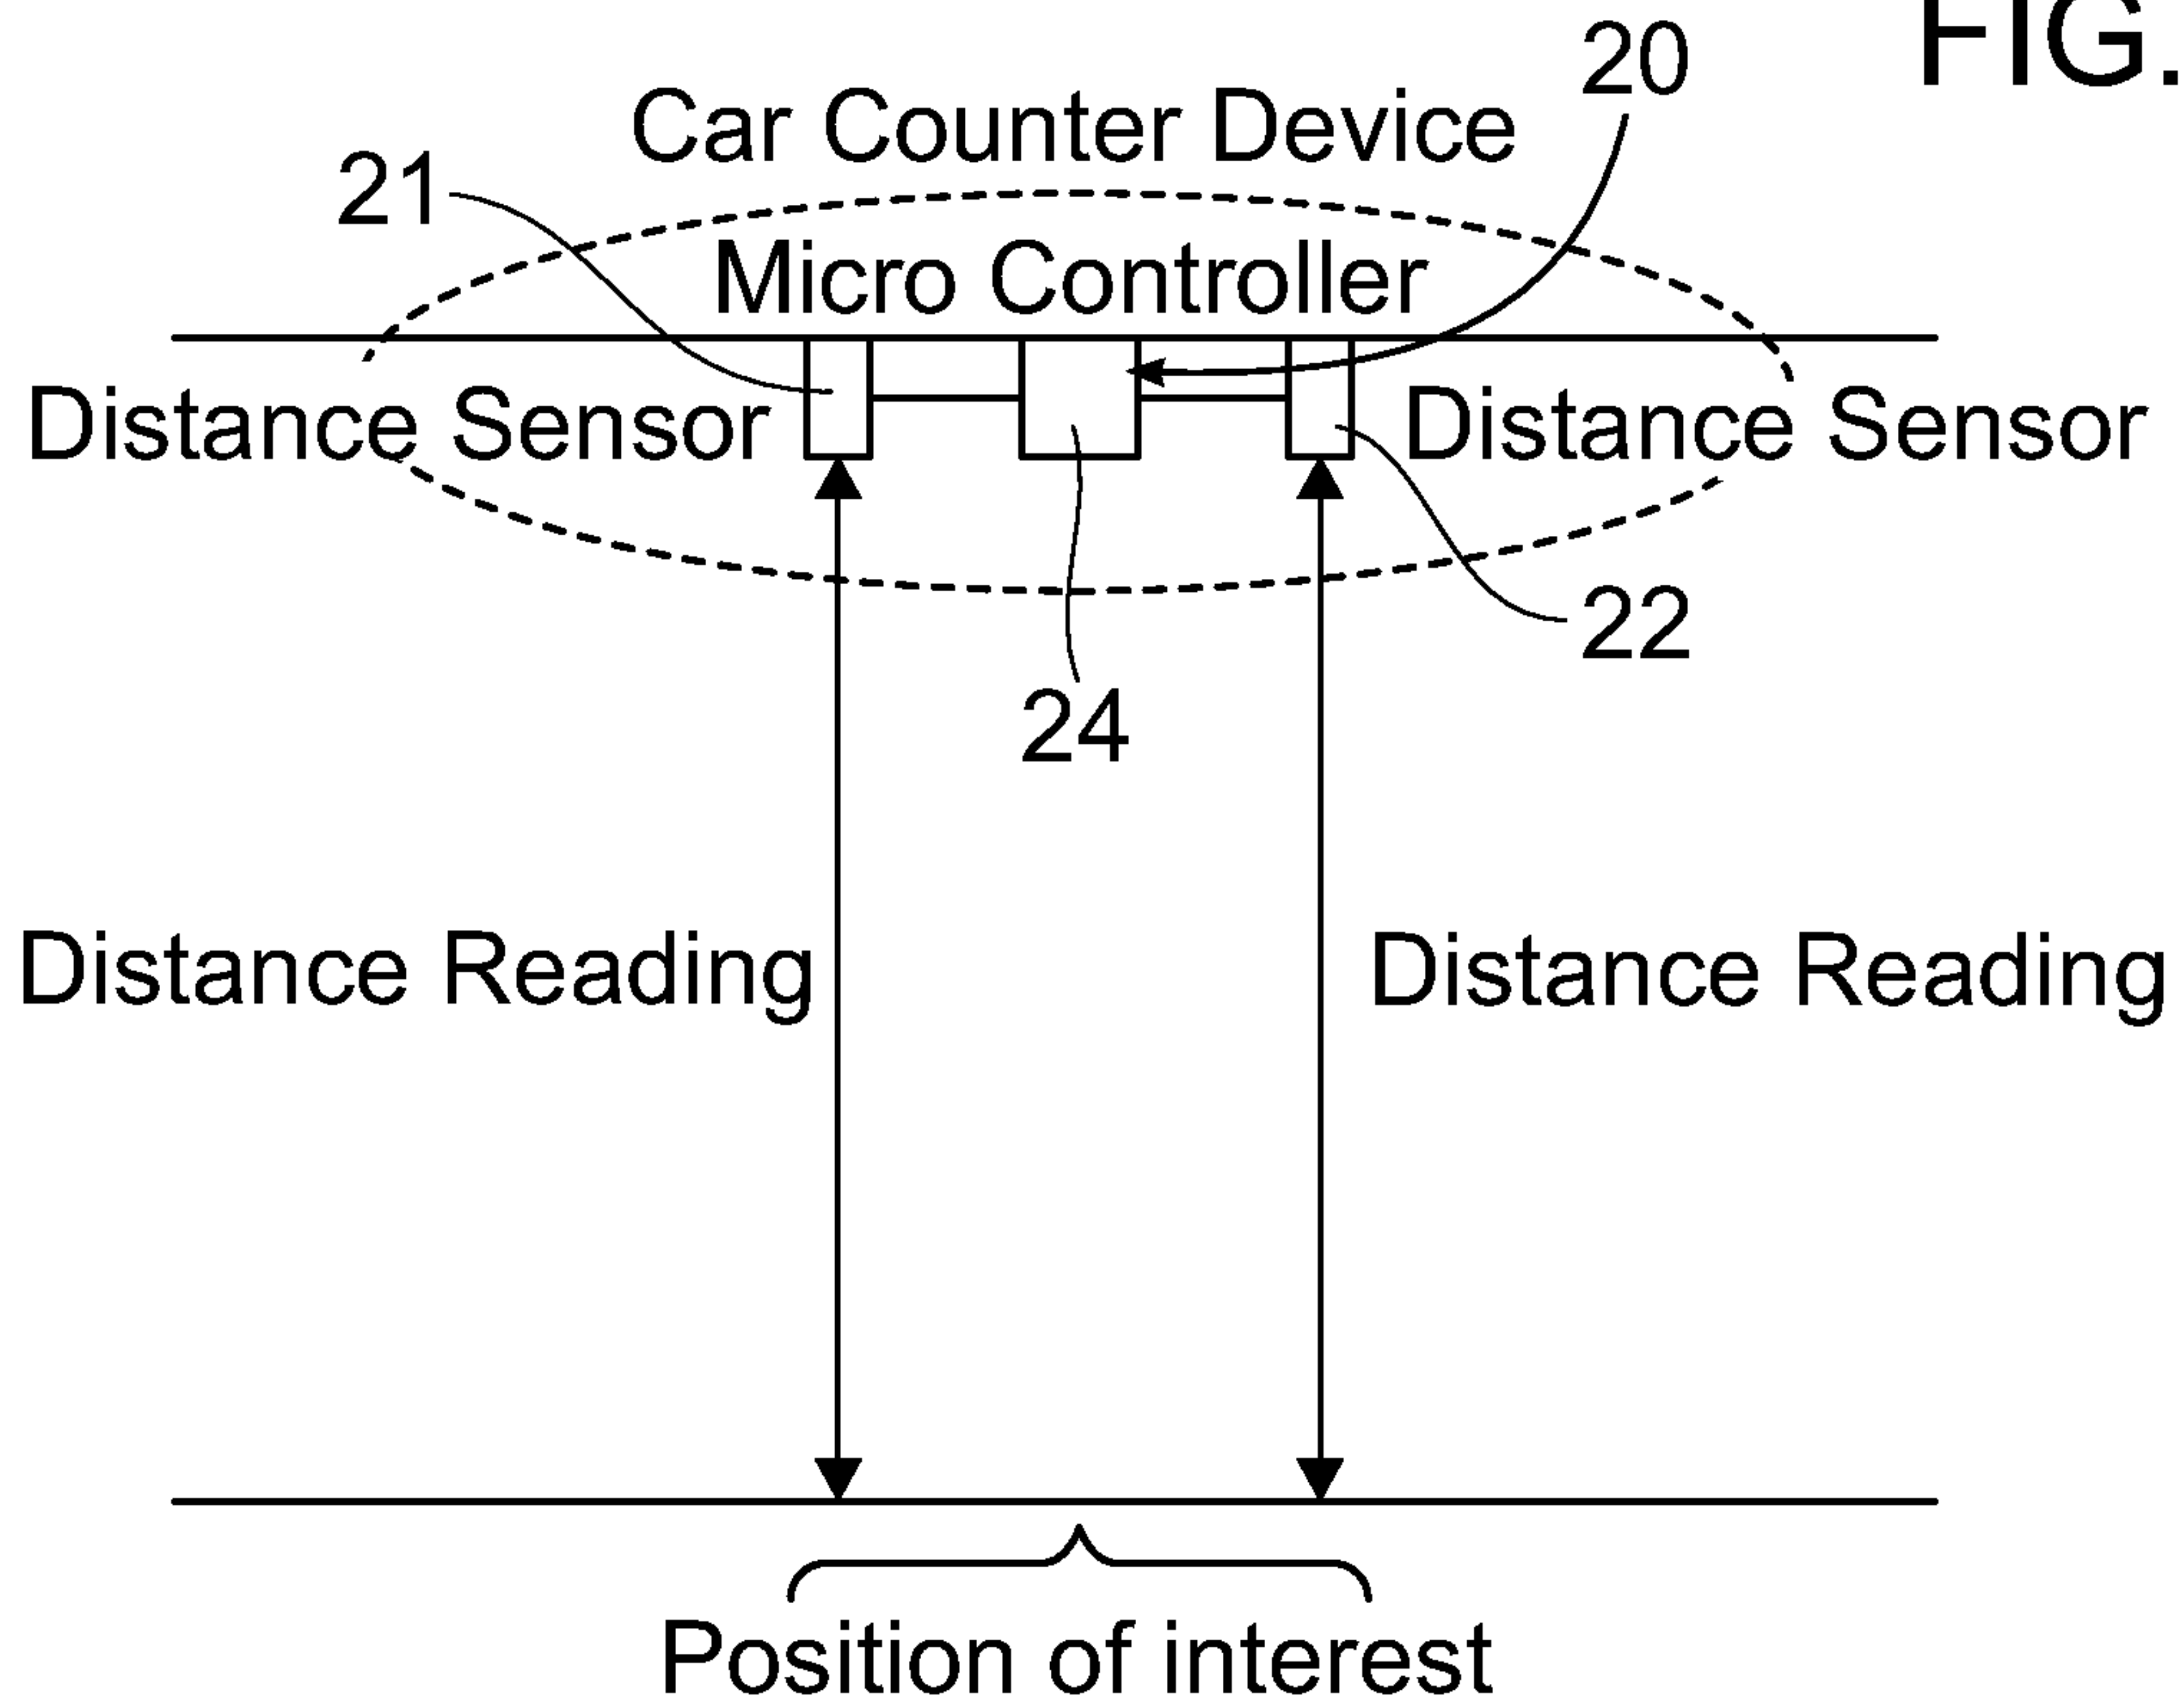 FIG.
20
Car Counter Device
21
Micro Controller
Distance Sensor
Distance Sensor
22
24
Distance Reading
Distance Reading
Position of interest